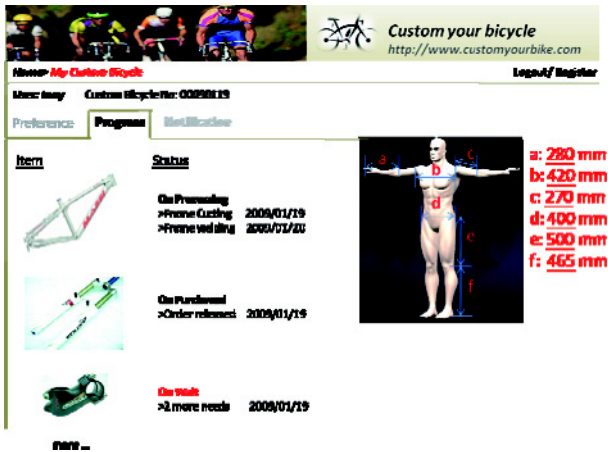 Custom your bicycle
http://www.customyourbike.com
Home> My Custom Bicycle
Logout/ Register
Custom Bicycle No: 00090119
Preference Progress Notification
Item Status
On Processing
>Frame Cutting 2009/01/19
>Frame welding 2009/01/20
On Purchased
>Order released 2009/01/19
On Wait
>2 more needs 2009/01/19
more --
a
b
c
d
e
f
a: 280 mm
b: 420 mm
c: 270 mm
d: 400 mm
e: 500 mm
f: 465 mm